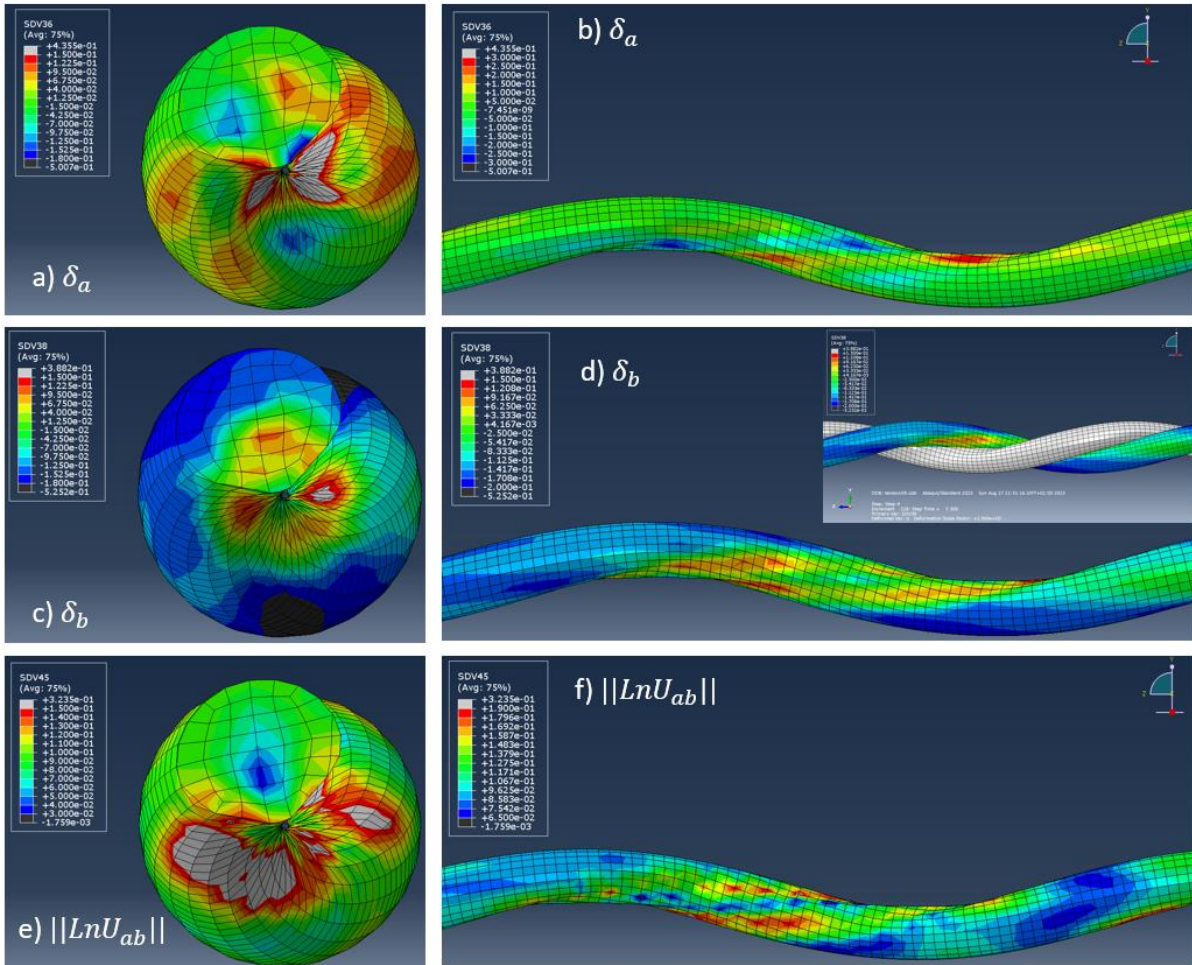 SDV36
(Avg: 75%)
+4.355e-01
+1.500e-01
+1.225e-01
+9.500e-02
+6.750e-02
+4.000e-02
+1.250e-02
-1.500e-02
-4.250e-02
-7.000e-02
-9.750e-02
-1.250e-01
-1.525e-01
-1.800e-01
-5.007e-01
a) δₐ
SDV36
(Avg: 75%)
+4.355e-01
+3.000e-01
+2.500e-01
+2.000e-01
+1.500e-01
+1.000e-01
+5.000e-02
-7.451e-09
-5.000e-02
-1.000e-01
-1.500e-01
-2.000e-01
-2.500e-01
-3.000e-01
-5.007e-01
b) δₐ
Y
Z
SDV38
(Avg: 75%)
+3.882e-01
+1.500e-01
+1.225e-01
+9.500e-02
+6.750e-02
+4.000e-02
+1.250e-02
-1.500e-02
-4.250e-02
-7.000e-02
-9.750e-02
-1.250e-01
-1.525e-01
-1.800e-01
-5.252e-01
c) δ_b
SDV38
(Avg: 75%)
+3.882e-01
+1.500e-01
+1.208e-01
+9.167e-02
+6.250e-02
+3.333e-02
+4.167e-03
-2.500e-02
-5.417e-02
-8.333e-02
-1.125e-01
-1.417e-01
-1.708e-01
-2.000e-01
-5.252e-01
d) δ_b
SDV38
(Avg: 75%)
SDV45
(Avg: 75%)
+3.235e-01
+1.500e-01
+1.400e-01
+1.300e-01
+1.200e-01
+1.100e-01
+1.000e-01
+9.000e-02
+8.000e-02
+7.000e-02
+6.000e-02
+5.000e-02
+4.000e-02
+3.000e-02
-1.759e-03
e) ||LnU_ab||
SDV45
(Avg: 75%)
+3.235e-01
+1.900e-01
+1.796e-01
+1.692e-01
+1.587e-01
+1.483e-01
+1.379e-01
+1.275e-01
+1.171e-01
+1.067e-01
+9.625e-02
+8.583e-02
+7.542e-02
+6.500e-02
-1.759e-03
f) ||LnU_ab||
Y
Z